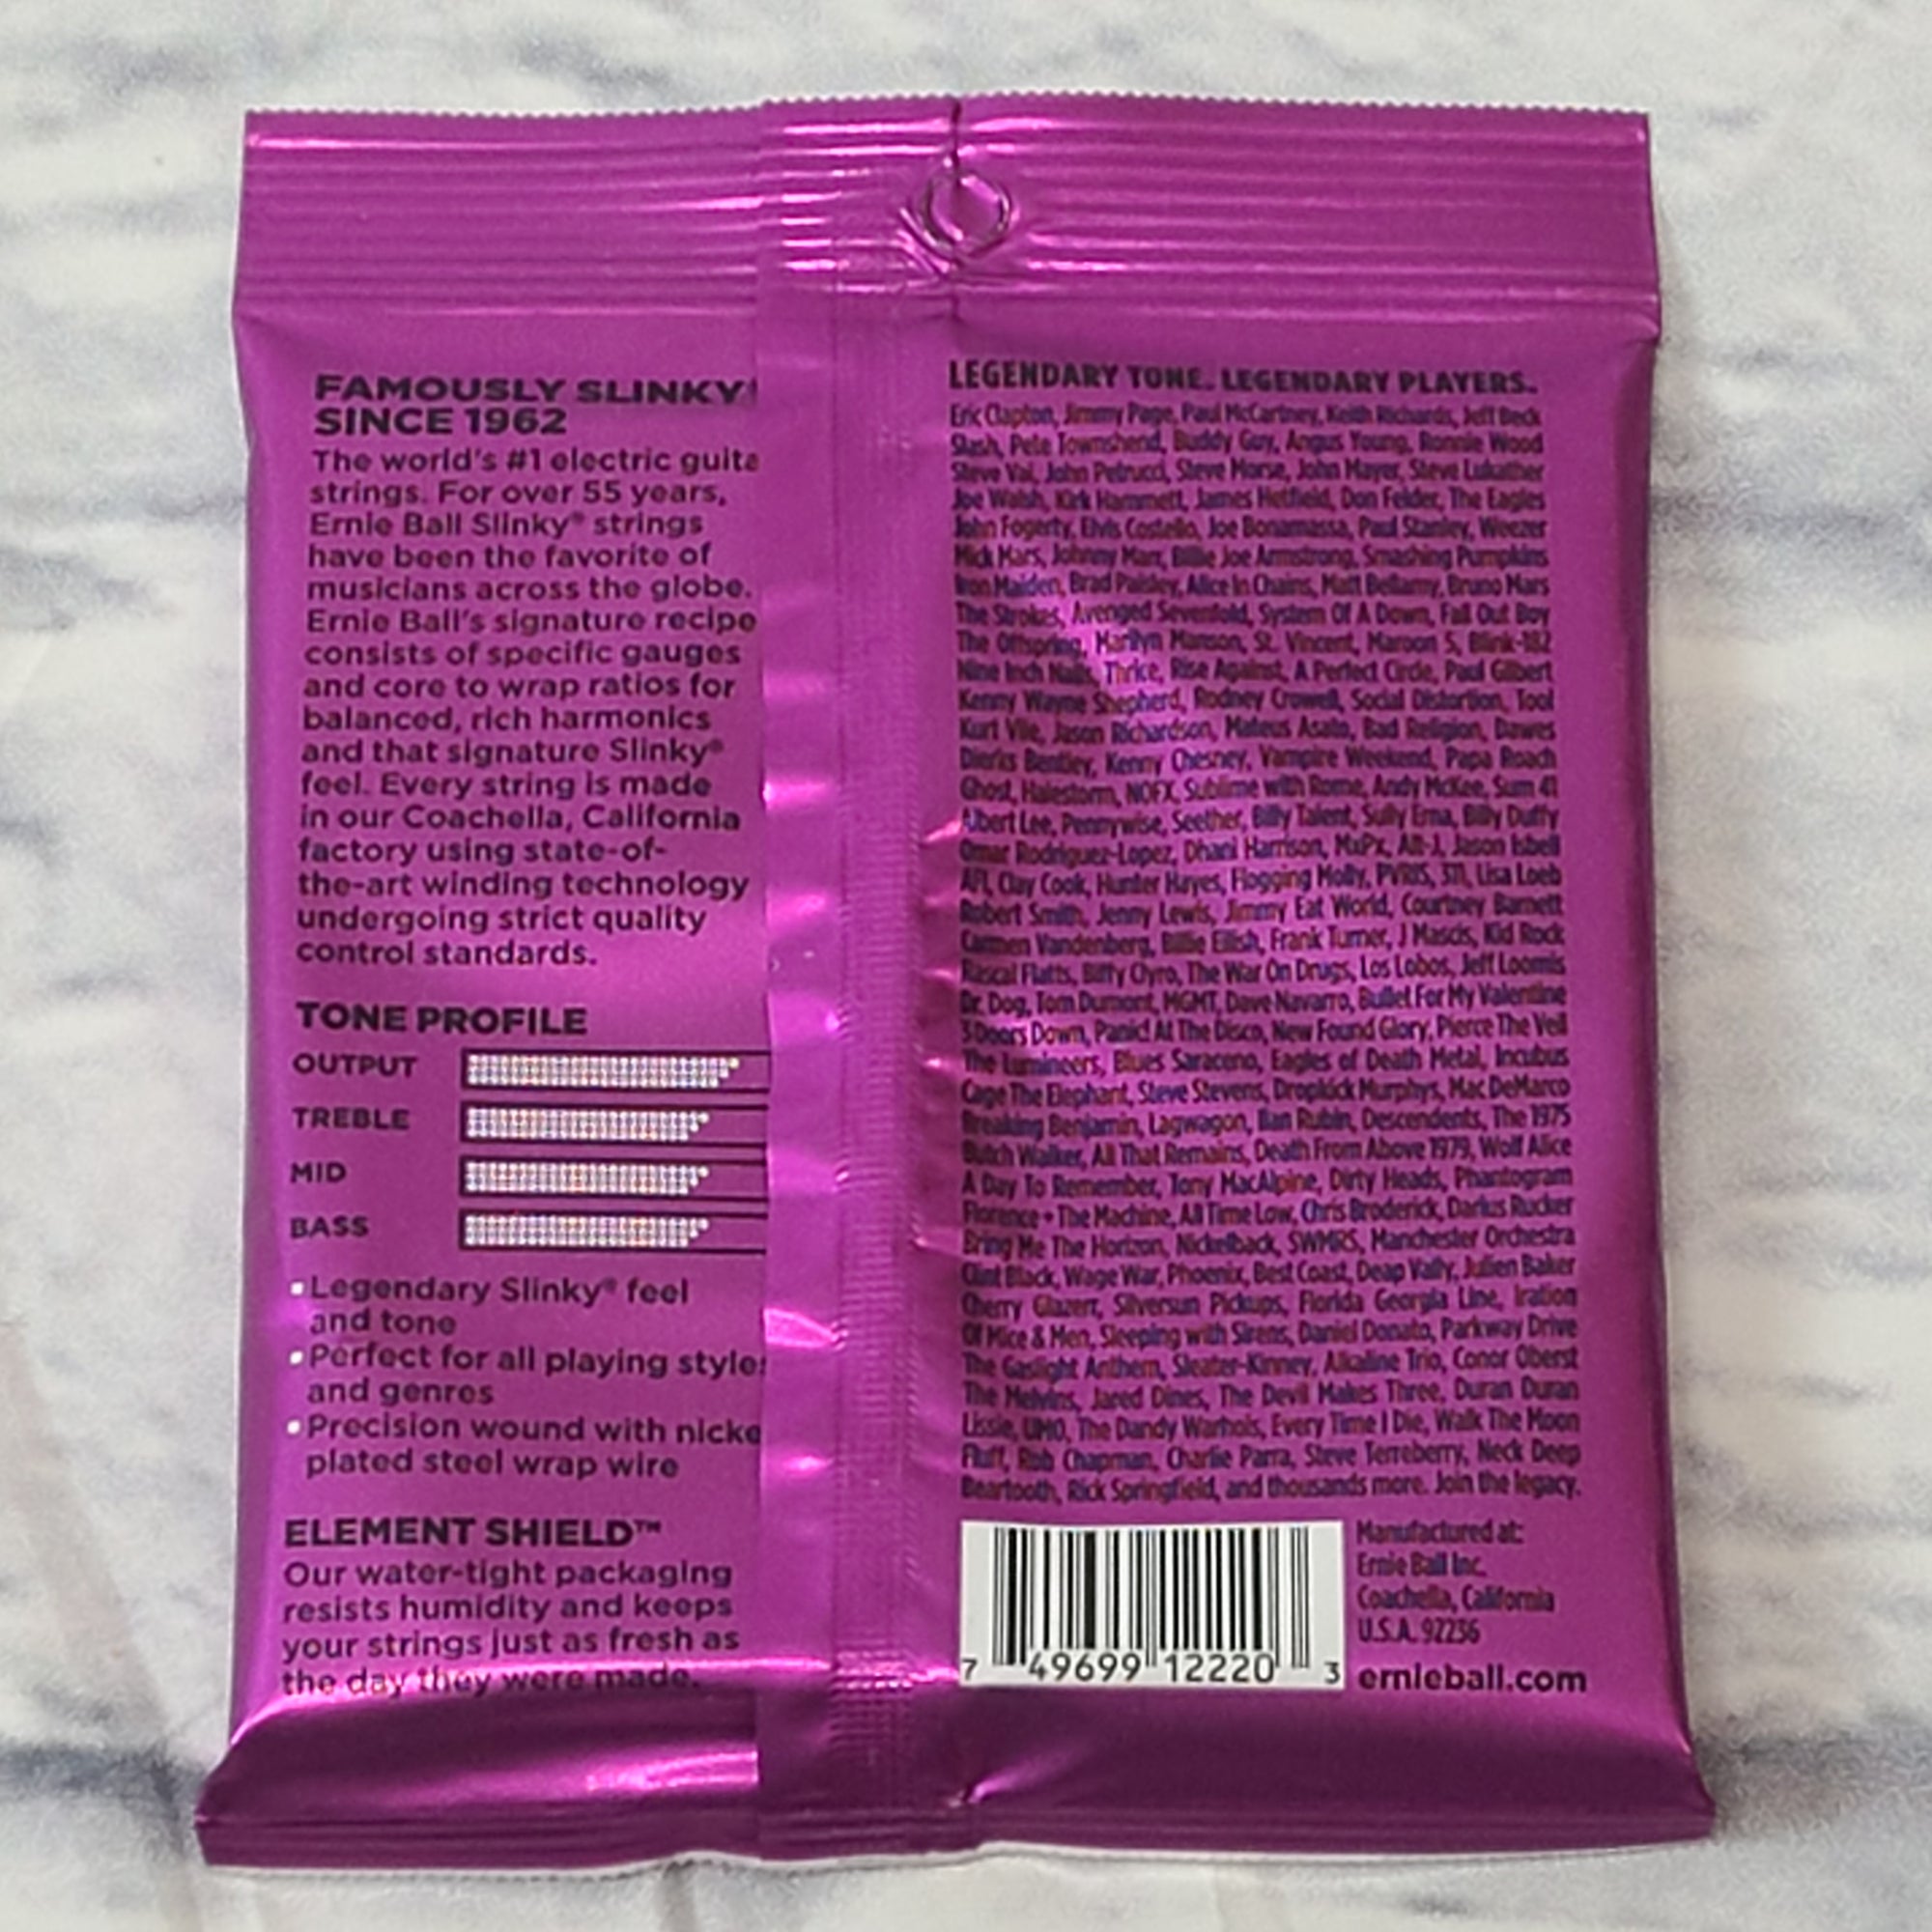 FAMOUSLY SLINKY
SINCE 1962
The world's #1 electric guita
strings. For over 55 years,
Ernie Ball Slinky® strings
have been the favorite of
musicians across the globe.
Ernie Ball's signature recipe
consists of specific gauges
and core to wrap ratios for
balanced, rich harmonics
and that signature Slinky®
feel. Every string is made
in our Coachella, California
factory using state-of-
the-art winding technology
undergoing strict quality
control standards.
TONE PROFILE
OUTPUT
TREBLE
MID
BASS
•Legendary Slinky® feel
and tone
•Perfect for all playing styles
and genres
•Precision wound with nicke
plated steel wrap wire
ELEMENT SHIELD™
Our water-tight packaging
resists humidity and keeps
your strings just as fresh as
the day they were made.
LEGENDARY TONE. LEGENDARY PLAYERS.
Eric Clapton, Jimmy Page, Paul McCartney, Keith Richards, Jeff Beck
Slash, Pete Townshend, Buddy Guy, Angus Young, Ronnie Wood
Steve Vai, John Petrucci, Steve Morse, John Mayer, Steve Lukather
Joe Walsh, Kirk Hammett, James Hetfield, Don Felder, The Eagles
John Fogerty, Elvis Costello, Joe Bonamassa, Paul Stanley, Weezer
Mick Mars, Johnny Marr, Billie Joe Armstrong, Smashing Pumpkins
Iron Maiden, Brad Paisley, Alice In Chains, Matt Bellamy, Bruno Mars
The Strokes, Avenged Sevenfold, System Of A Down, Fall Out Boy
The Offspring, Marilyn Manson, St. Vincent, Maroon 5, Blink-182
Nine Inch Nails, Thrice, Rise Against, A Perfect Circle, Paul Gilbert
Kenny Wayne Shepherd, Rodney Crowell, Social Distortion, Tool
Kurt Vile, Jason Richardson, Mateus Asato, Bad Religion, Dawes
Dierks Bentley, Kenny Chesney, Vampire Weekend, Papa Roach
Ghost, Halestorm, NOFX, Sublime with Rome, Andy McKee, Sum 41
Albert Lee, Pennywise, Seether, Billy Talent, Sully Erna, Billy Duffy
Omar Rodriguez-Lopez, Dhani Harrison, MxPx, Alt-J, Jason Isbell
AFI, Clay Cook, Hunter Hayes, Flogging Molly, PVRIS, 311, Lisa Loeb
Robert Smith, Jenny Lewis, Jimmy Eat World, Courtney Barnett
Carmen Vandenberg, Billie Eilish, Frank Turner, J Mascis, Kid Rock
Rascal Flatts, Biffy Clyro, The War On Drugs, Los Lobos, Jeff Loomis
Dr. Dog, Tom Dumont, MGMT, Dave Navarro, Bullet For My Valentine
3 Doors Down, Panic! At The Disco, New Found Glory, Pierce The Veil
The Lumineers, Blues Saraceno, Eagles of Death Metal, Incubus
Cage The Elephant, Steve Stevens, Dropkick Murphys, Mac DeMarco
Breaking Benjamin, Lagwagon, Ilan Rubin, Descendents, The 1975
Butch Walker, All That Remains, Death From Above 1979, Wolf Alice
A Day To Remember, Tony MacAlpine, Dirty Heads, Phantogram
Florence + The Machine, All Time Low, Chris Broderick, Darius Rucker
Bring Me The Horizon, Nickelback, SWMRS, Manchester Orchestra
Clint Black, Wage War, Phoenix, Best Coast, Deap Vally, Julien Baker
Cherry Glazerr, Silversun Pickups, Florida Georgia Line, Iration
Of Mice & Men, Sleeping with Sirens, Daniel Donato, Parkway Drive
The Gaslight Anthem, Sleater-Kinney, Alkaline Trio, Conor Oberst
The Melvins, Jared Dines, The Devil Makes Three, Duran Duran
Lissie, UMO, The Dandy Warhols, Every Time I Die, Walk The Moon
Fluff, Rob Chapman, Charlie Parra, Steve Terreberry, Neck Deep
Beartooth, Rick Springfield, and thousands more. Join the legacy.
7 49699 12220 3
Manufactured at:
Ernie Ball Inc.
Coachella, California
U.S.A. 92236
ernieball.com